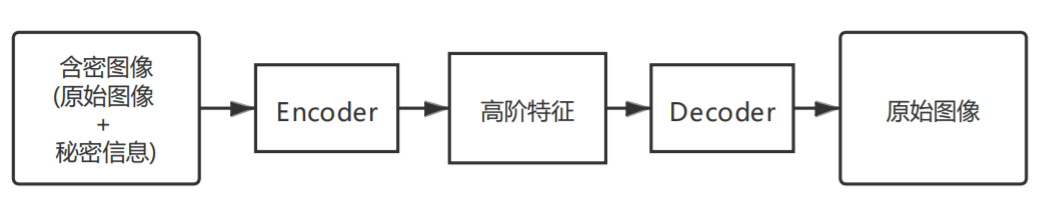 含密图像
(原始图像
+
秘密信息)
Encoder
高阶特征
Decoder
原始图像